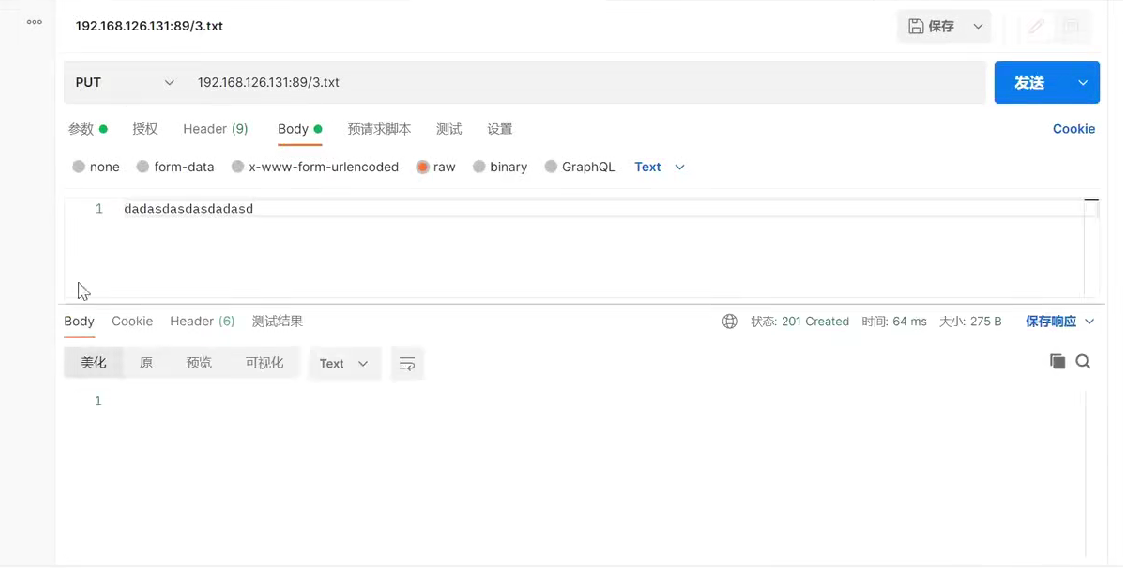 192.168.126.131:89/3.txt
保存
PUT 192.168.126.131:89/3.txt 发送
参数 授权 Header (9) Body 预请求脚本 测试 设置 Cookie
none form-data x-www-form-urlencoded raw binary GraphQL Text
1 dadasdasdasdadasd
Body Cookie Header (6) 测试结果 状态: 201 Created 时间: 64 ms 大小: 275 B 保存响应
美化 原 预览 可视化 Text
1